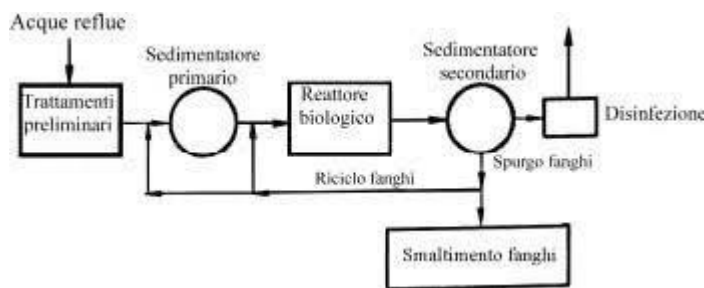 Acque reflue
Trattamenti
preliminari
Sedimentatore
primario
Reattore
biologico
Sedimentatore
secondario
Disinfezione
Spurgo fanghi
Riciclo fanghi
Smaltimento fanghi